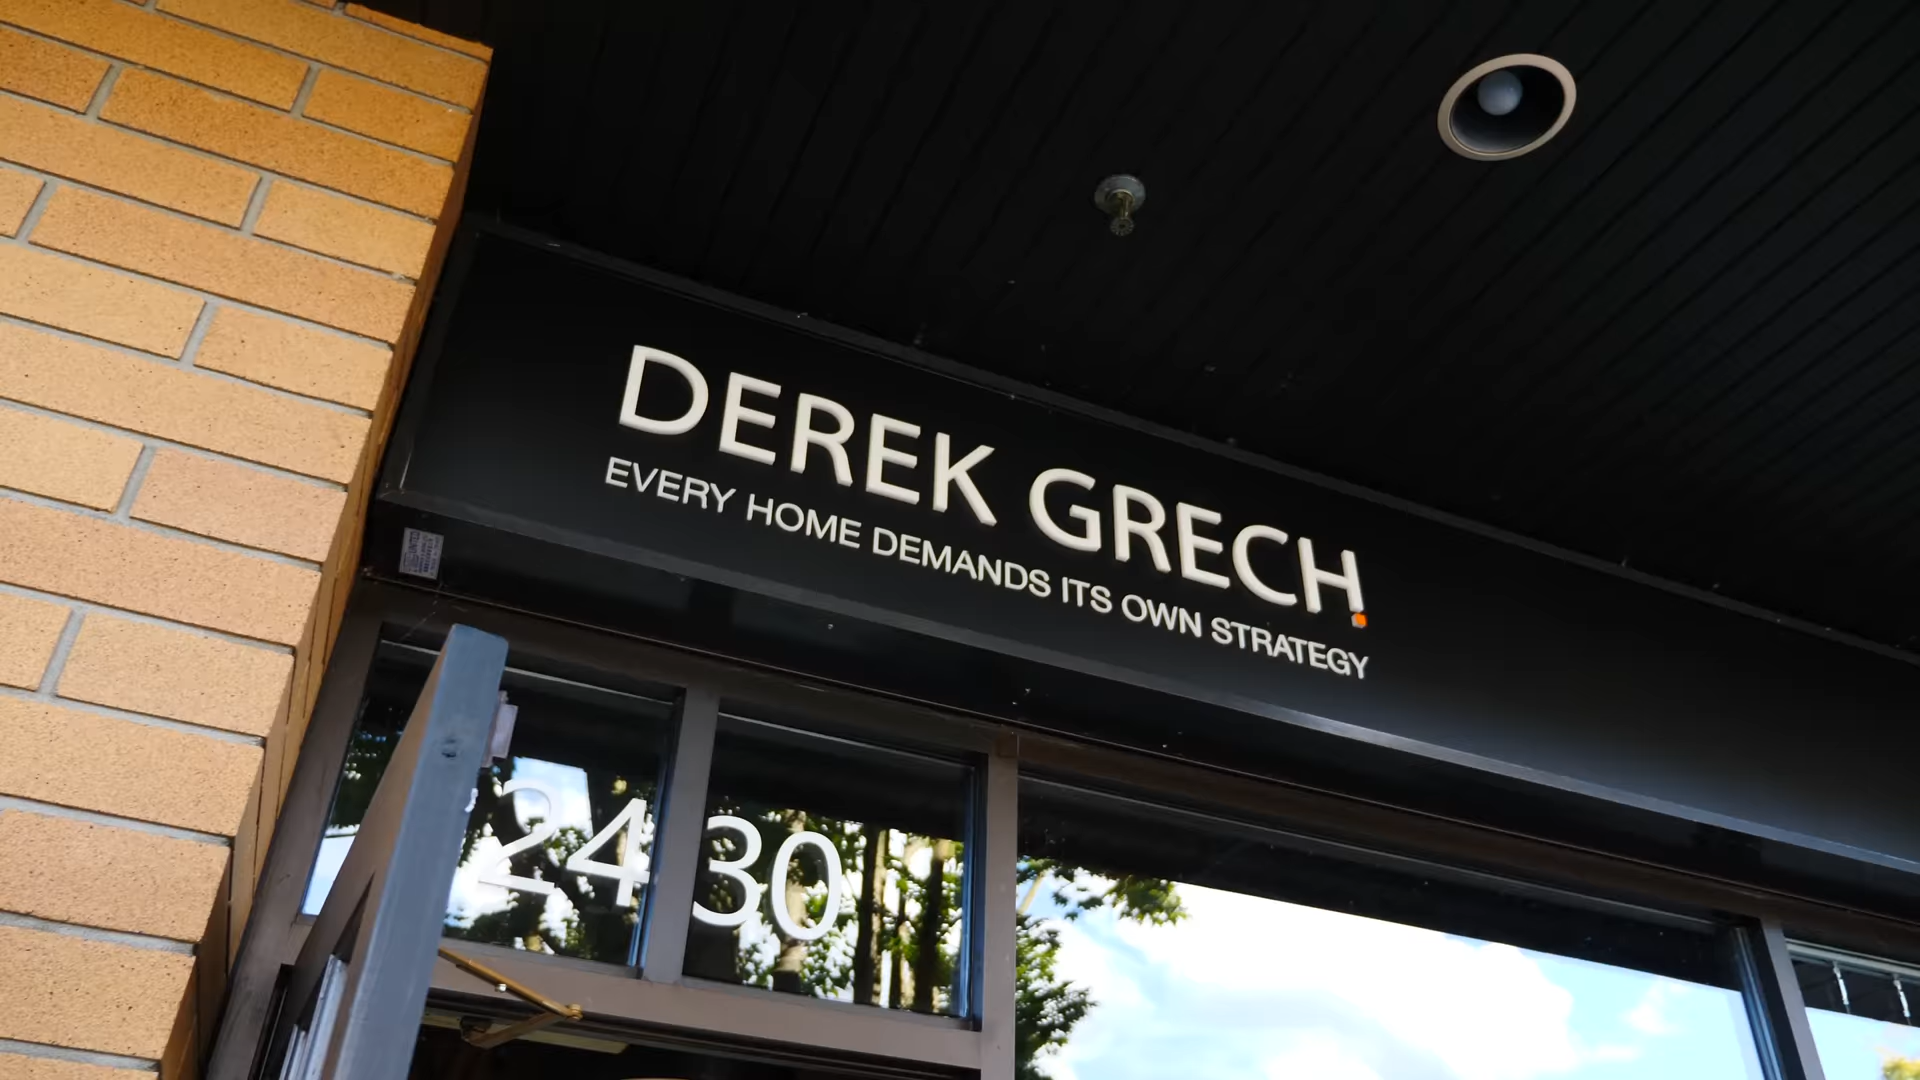 DEREK GRECH.
EVERY HOME DEMANDS ITS OWN STRATEGY
2430